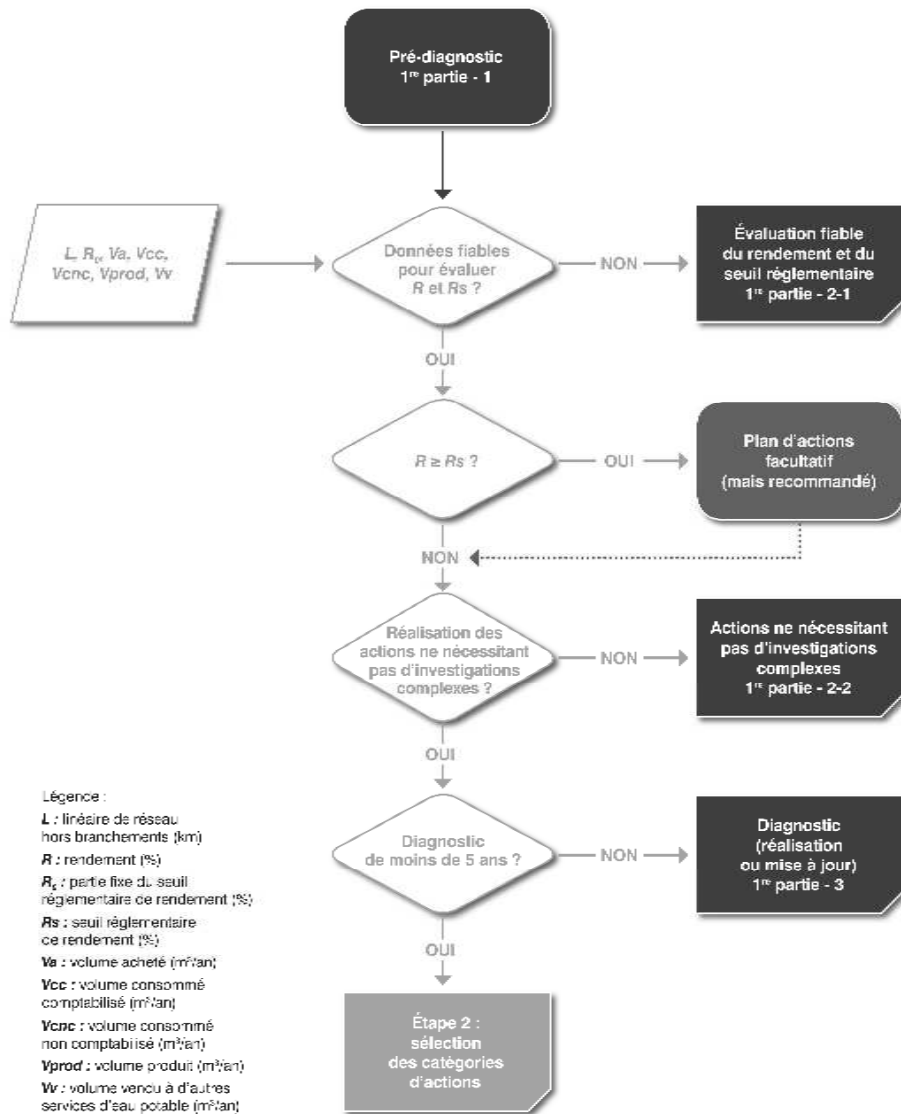 Pré-diagnostic
1re partie - 1
L, Rc, Va, Vcc,
Vcnc, Vprod, Vv
Données fiables
pour évaluer
R et Rs ?
NON
Évaluation fiable
du rendement et du
seuil réglementaire
1re partie - 2-1
OUI
R ≥ Rs ?
OUI
Plan d'actions
facultatif
(mais recommandé)
NON
Réalisation des
actions ne nécessitant
pas d'investigations
complexes ?
NON
Actions ne nécessitant
pas d'investigations
complexes
1re partie - 2-2
OUI
Diagnostic
de moins de 5 ans ?
NON
Diagnostic
(réalisation
ou mise à jour)
1re partie - 3
OUI
Étape 2 :
sélection
des catégories
d'actions
Légende :
L : linéaire de réseau
hors branchements (km)
R : rendement (%)
Rc : partie fixe du seuil
réglementaire de rendement (%)
Rs : seuil réglementaire
de rendement (%)
Va : volume acheté (m³/an)
Vcc : volume consommé
comptabilisé (m³/an)
Vcnc : volume consommé
non comptabilisé (m³/an)
Vprod : volume produit (m³/an)
Vv : volume vendu à d'autres
services d'eau potable (m³/an)